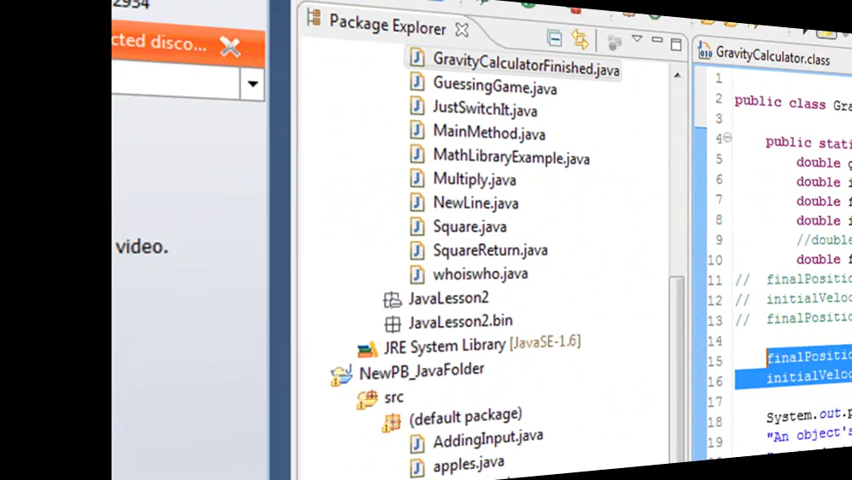 2934
cted disco...
video.
Package Explorer
GravityCalculatorFinished.java
GuessingGame.java
JustSwitchIt.java
MainMethod.java
MathLibraryExample.java
Multiply.java
NewLine.java
Square.java
SquareReturn.java
whoiswho.java
JavaLesson2
JavaLesson2.bin
JRE System Library [JavaSE-1.6]
NewPB_JavaFolder
src
(default package)
AddingInput.java
apples.java
GravityCalculator.class
1
2 public class Gra
3
4 public stati
5 double g
6 double i
7 double f
8 double i
9 //double
10 double f
11 // finalPositio
12 // initialVeloc
13 // finalPositio
14
15 finalPositio
16 initialVeloc
17
18 System.out.p
19 "An object's